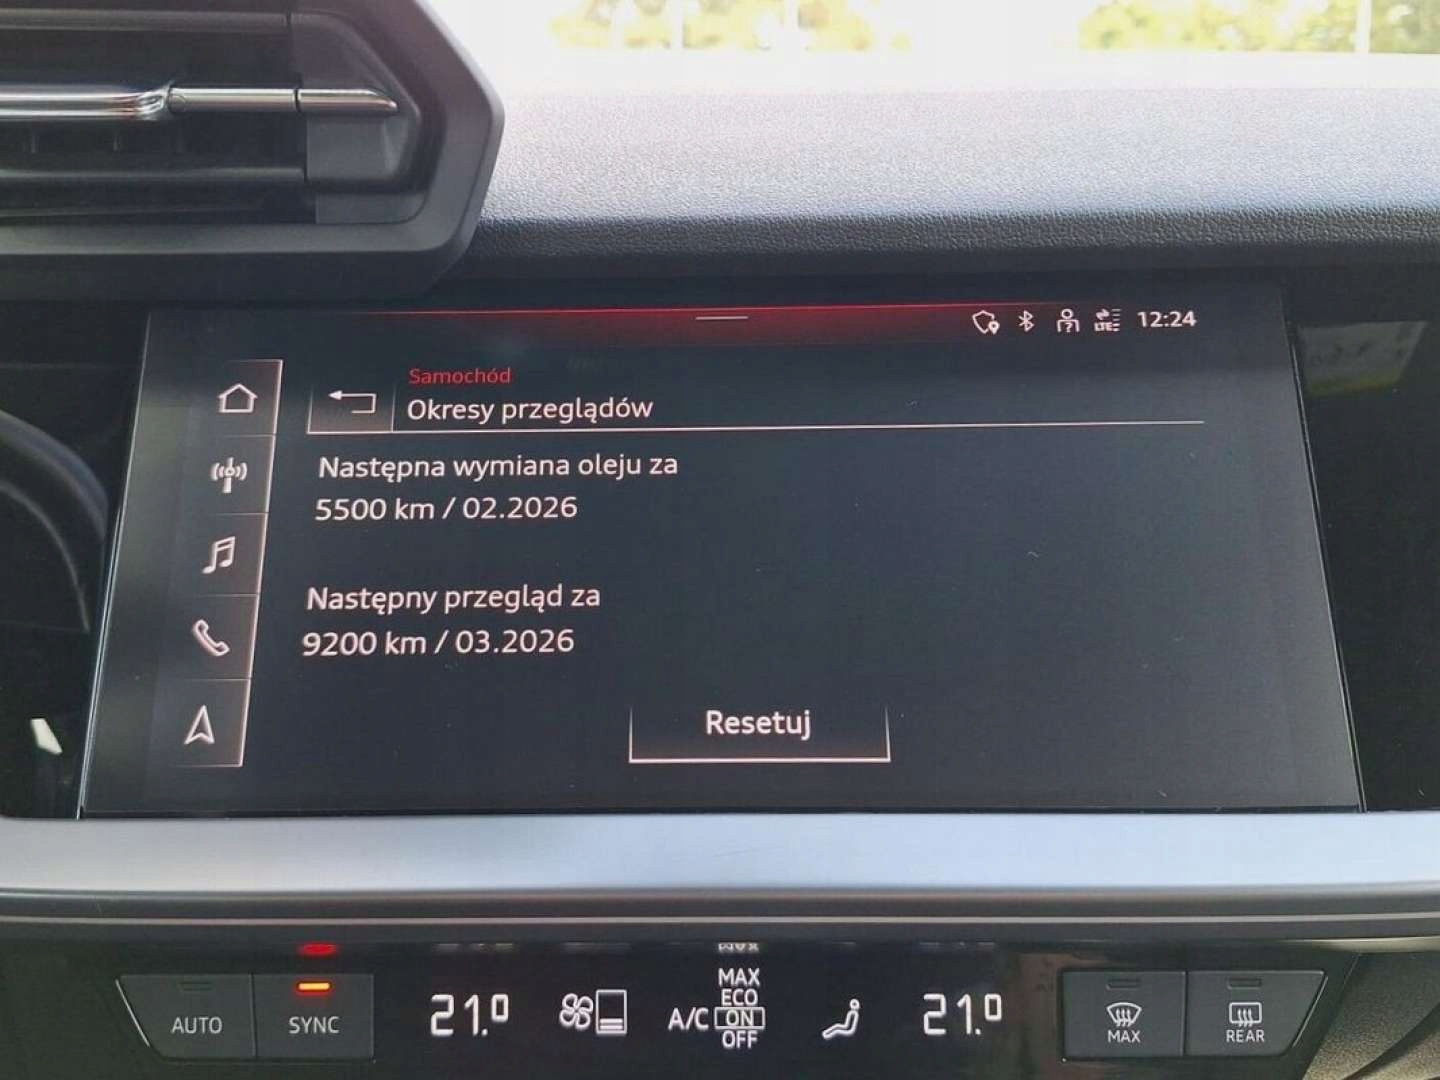 LTE 12:24
Samochód
Okresy przeglądów
Następna wymiana oleju za
5500 km / 02.2026
Następny przegląd za
9200 km / 03.2026
Resetuj
AUTO
SYNC
21.0
A/C
MAX
ECO
ON
OFF
21.0
MAX
REAR